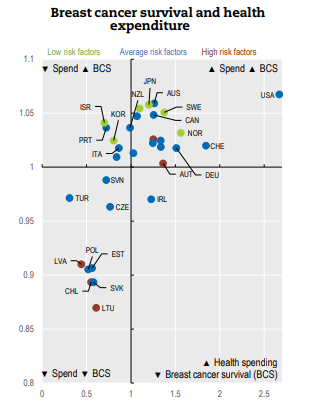 Breast cancer survival and health
expenditure
Low risk factors Average risk factors High risk factors
1.1
▼ Spend ▲ BCS ▲ Spend ▲ BCS
JPN
NZL AUS USA
ISR KOR SWE
1.05 CAN
PRT NOR
ITA CHE
1
AUT DEU
SVN
TUR IRL
0.95 CZE
POL
LVA EST
0.9
CHL SVK
LTU
0.85
▲ Health spending
▼ Spend ▼ BCS ▼ Breast cancer survival (BCS)
0.8
0 0.5 1 1.5 2 2.5